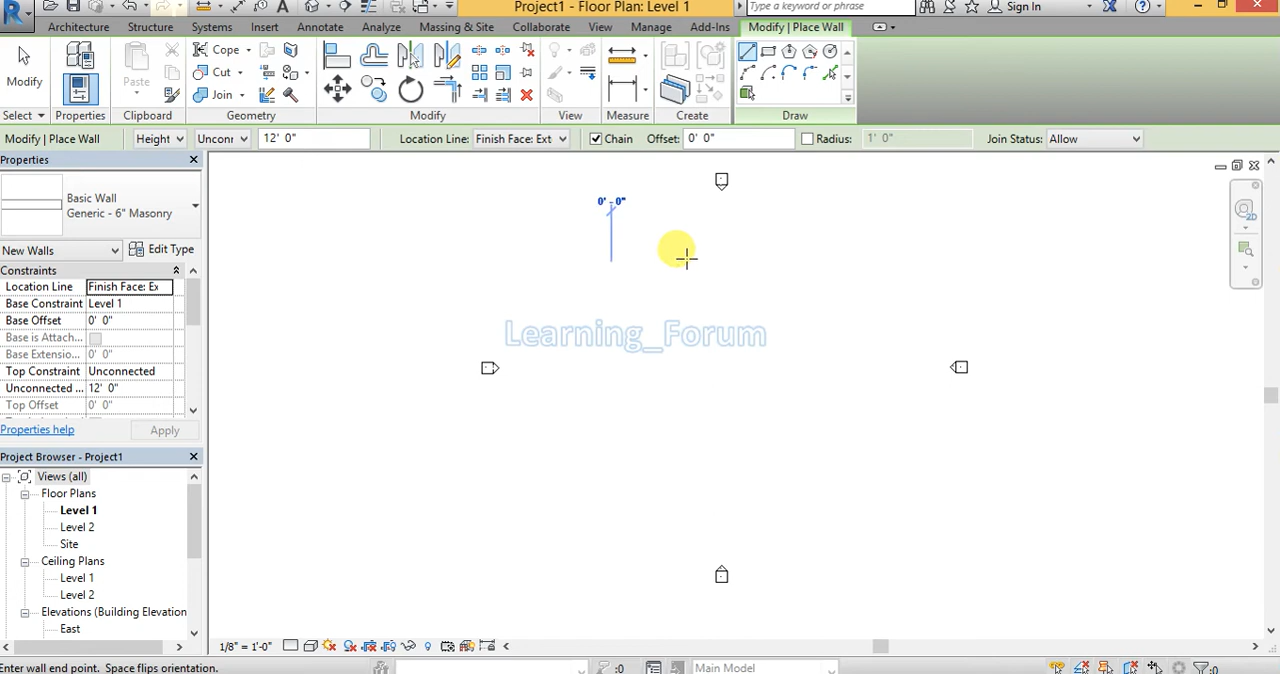 Project1 - Floor Plan: Level 1
Type a keyword or phrase
Sign In
Architecture Structure Systems Insert Annotate Analyze Massing & Site Collaborate View Manage Add-Ins Modify | Place Wall
Modify
Paste
Cope
Cut
Join
Select Properties Clipboard Geometry Modify View Measure Create Draw
Modify | Place Wall Height Unconn 12' 0" Location Line: Finish Face: Ext Chain Offset: 0' 0" Radius: 1' 0" Join Status: Allow
Properties
Basic Wall
Generic - 6" Masonry
New Walls Edit Type
Constraints
Location Line Finish Face: Ex
Base Constraint Level 1
Base Offset 0' 0"
Base is Attach...
Base Extensio... 0' 0"
Top Constraint Unconnected
Unconnected ... 12' 0"
Top Offset 0' 0"
Properties help Apply
Project Browser - Project1
Views (all)
Floor Plans
Level 1
Level 2
Site
Ceiling Plans
Level 1
Level 2
Elevations (Building Elevation
East
0' - 0"
2D
Learning_Forum
1/8" = 1'-0"
Enter wall end point. Space flips orientation.
:0
Main Model
:0